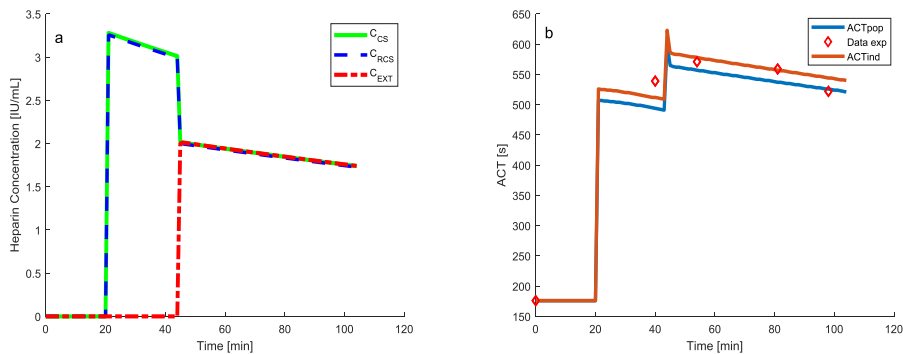 a
3.5
3
2.5
2
1.5
1
0.5
0
Heparin Concentration [IU/mL]
0 20 40 60 80 100 120
Time [min]
C_CS
C_RCS
C_EXT
b
650
600
550
500
450
400
350
300
250
200
150
ACT [s]
0 20 40 60 80 100 120
Time [min]
ACTpop
Data exp
ACTind